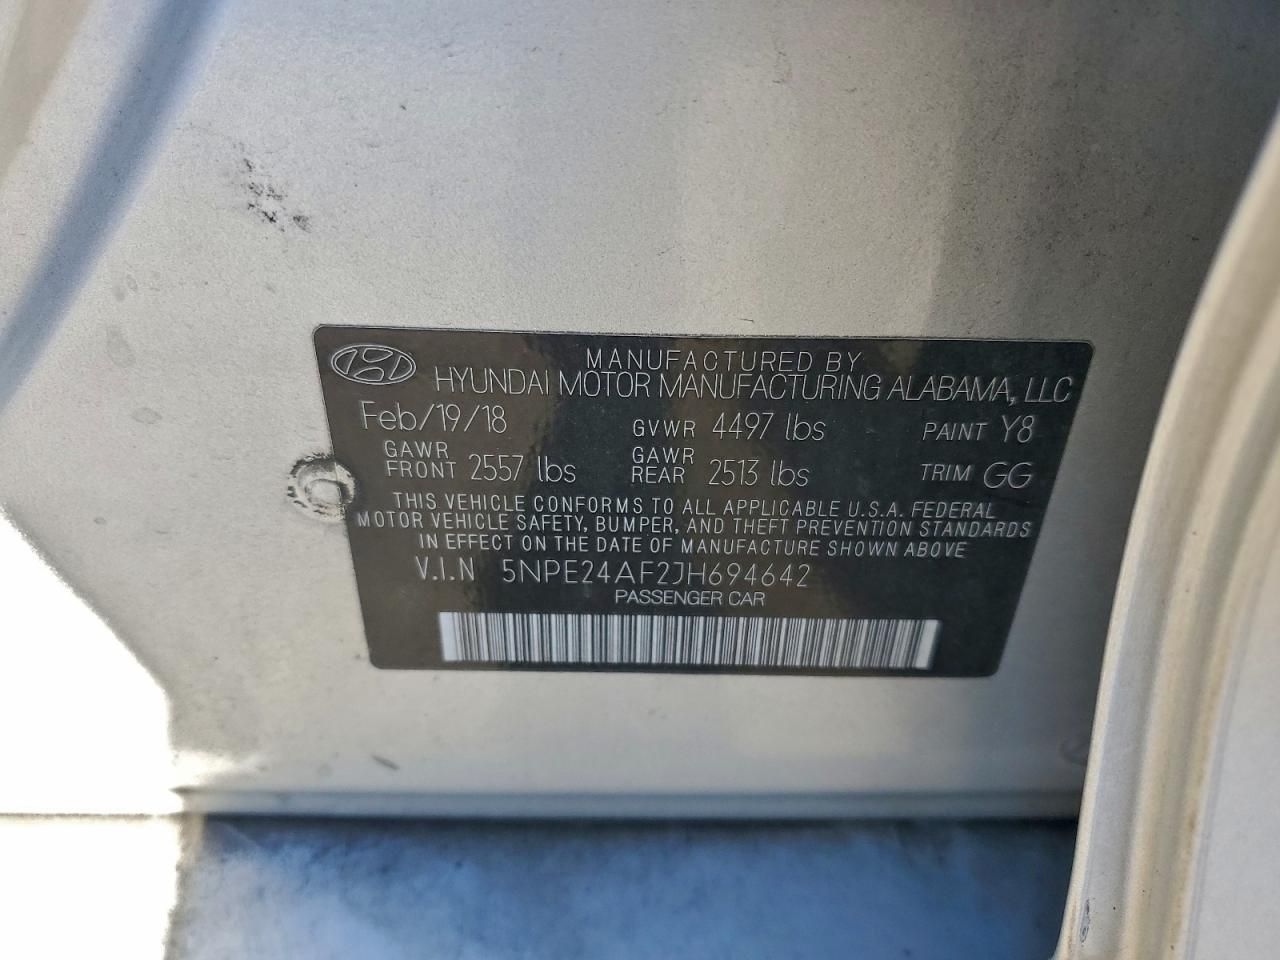 MANUFACTURED BY
HYUNDAI MOTOR MANUFACTURING ALABAMA, LLC
Feb/19/18 GVWR 4497 lbs PAINT Y8
GAWR FRONT 2557 lbs GAWR REAR 2513 lbs TRIM GG
THIS VEHICLE CONFORMS TO ALL APPLICABLE U.S.A. FEDERAL
MOTOR VEHICLE SAFETY, BUMPER, AND THEFT PREVENTION STANDARDS
IN EFFECT ON THE DATE OF MANUFACTURE SHOWN ABOVE
V.I.N 5NPE24AF2JH694642
PASSENGER CAR